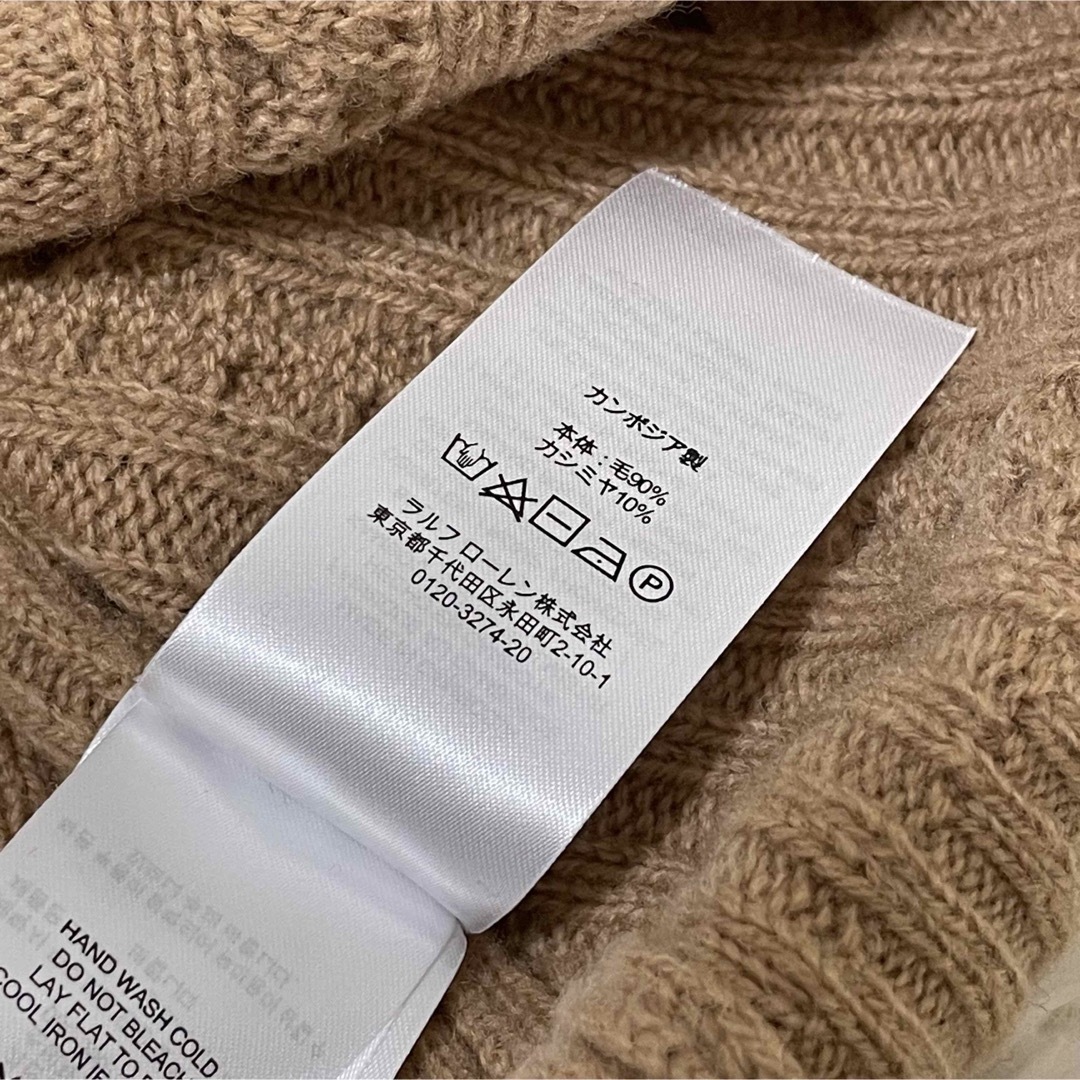 カンボジア製
本体：毛90%
カシミヤ10%
P
ラルフ ローレン株式会社
東京都千代田区永田町2-10-1
0120-3274-20
HAND WASH COLD
DO NOT BLEACH
LAY FLAT TO
COOL IRON IF